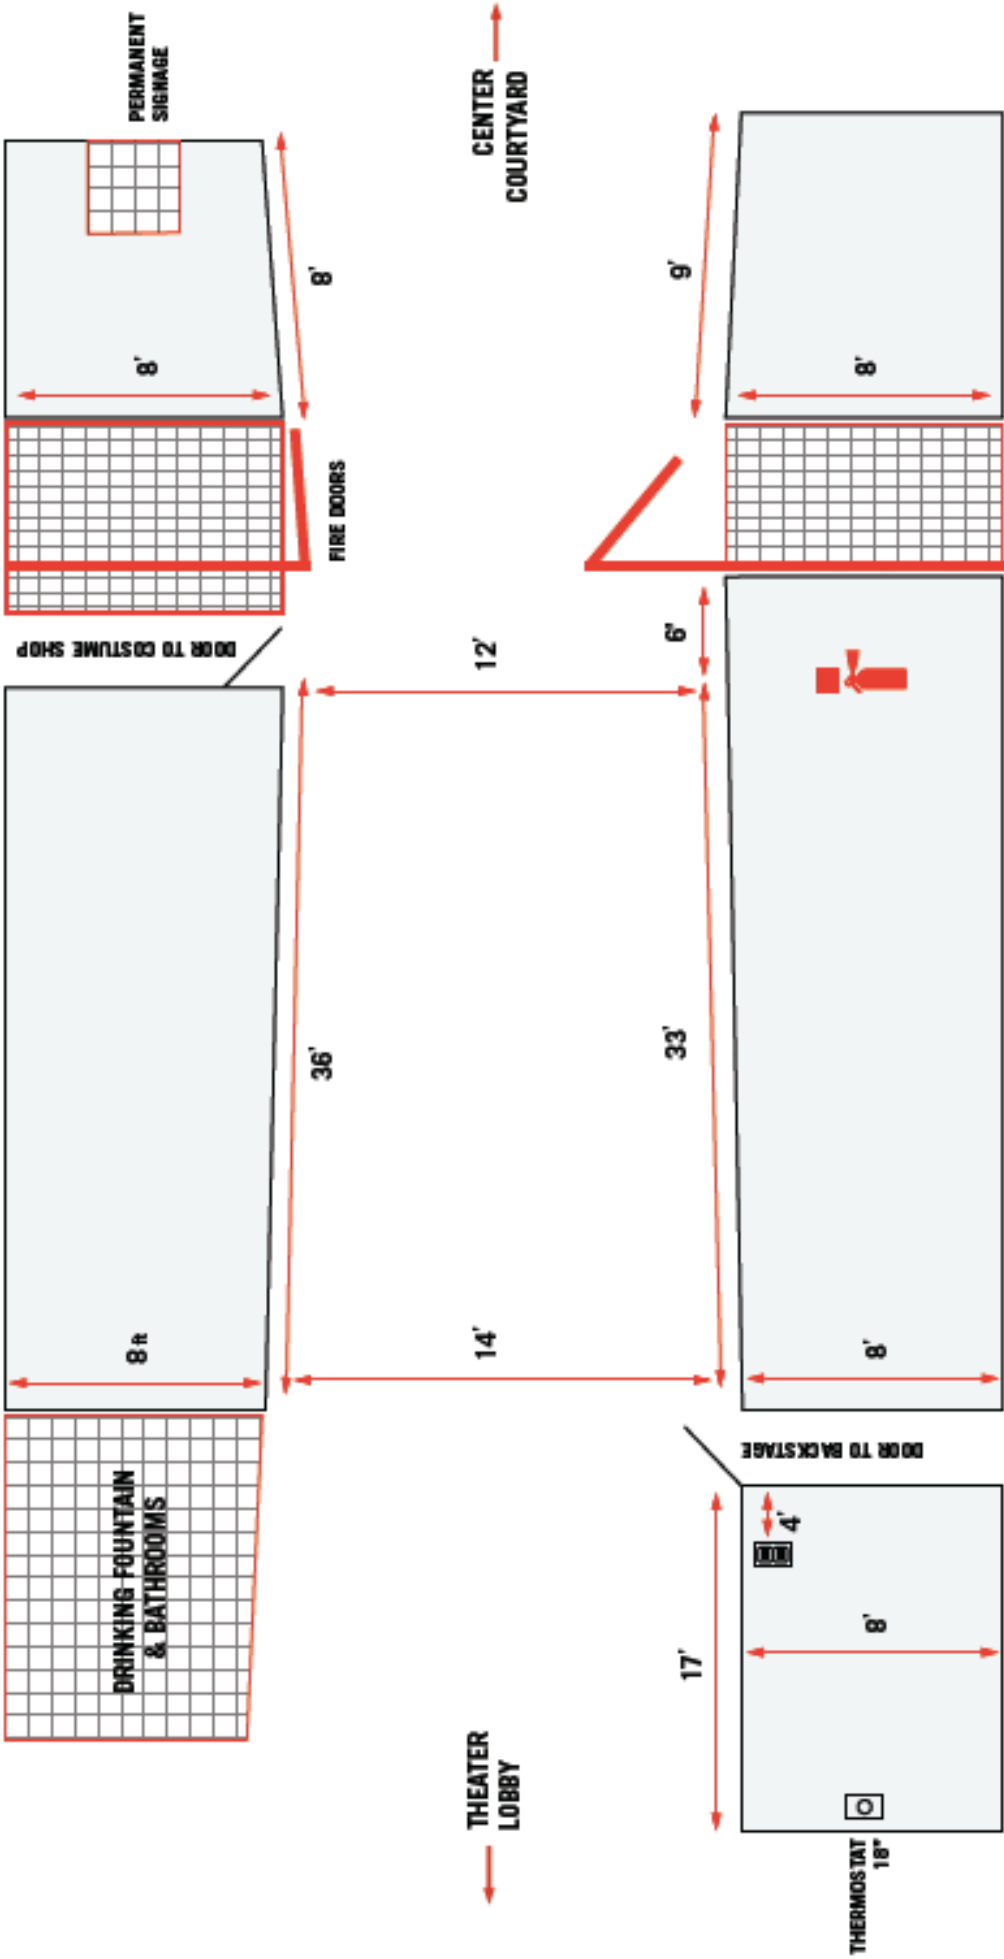 PERMANENT
SIGNAGE
CENTER
COURTYARD
8'
9'
8'
8'
FIRE DOORS
DOOR TO COSTUME SHOP
12'
6'
36'
33'
8 ft
14'
8'
DOOR TO BACKSTAGE
DRINKING FOUNTAIN
& BATHROOMS
4'
17'
8'
THEATER
LOBBY
THERMOSTAT
18"